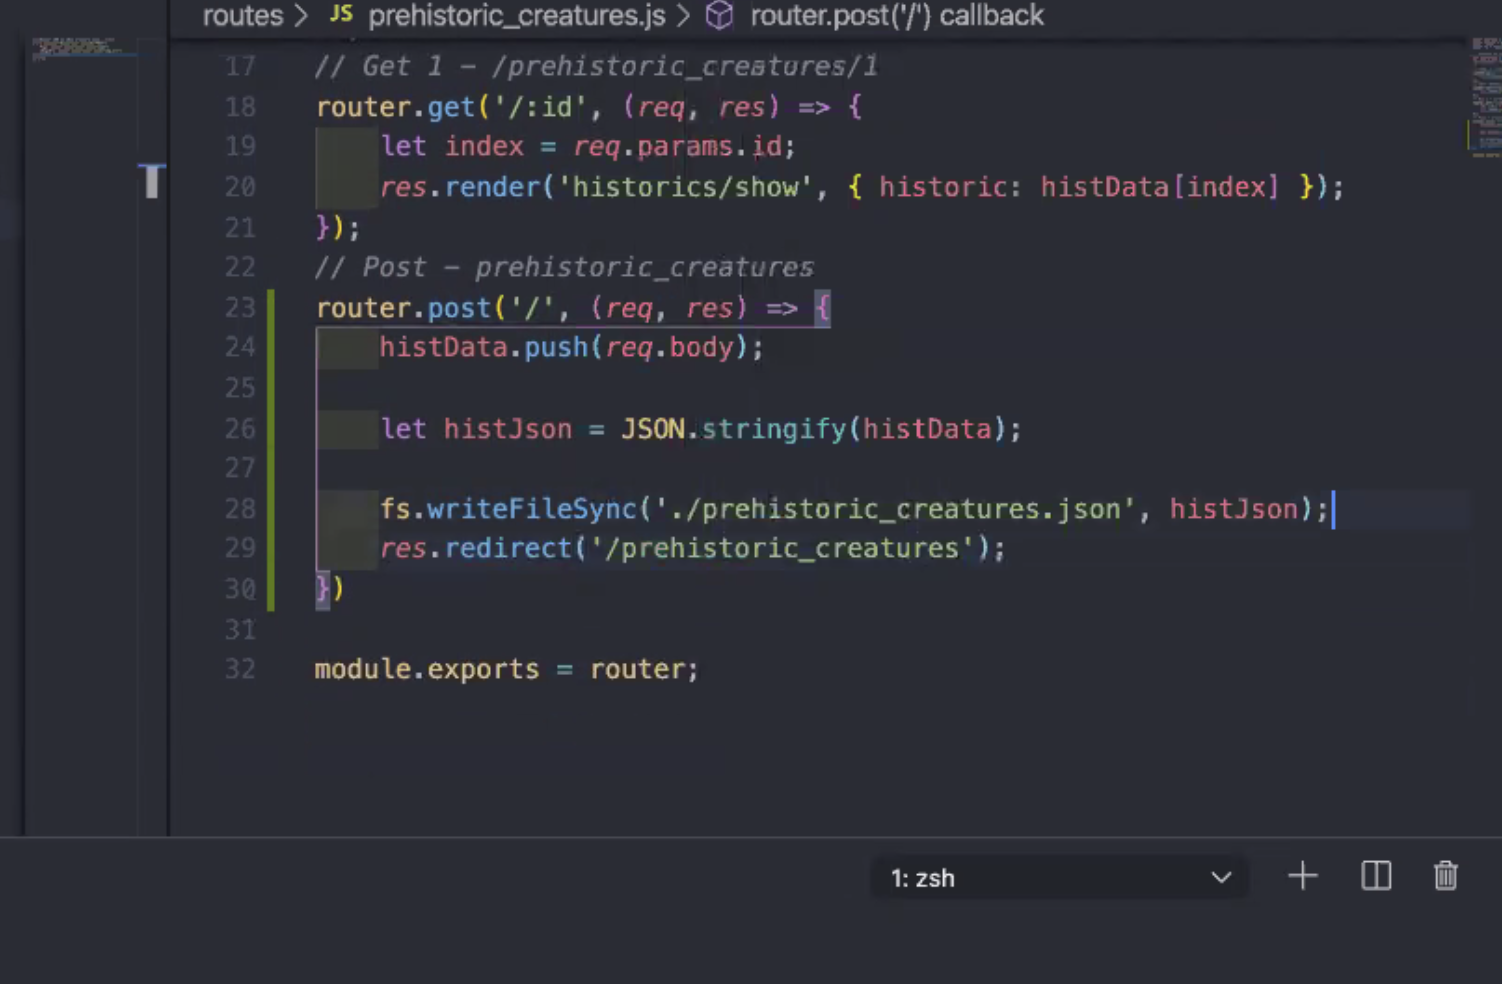 routes > JS prehistoric_creatures.js > router.post('/') callback
17 // Get 1 – /prehistoric_creatures/1
18 router.get('/:id', (req, res) => {
19 let index = req.params.id;
20 res.render('historics/show', { historic: histData[index] });
21 });
22 // Post – prehistoric_creatures
23 router.post('/', (req, res) => {
24 histData.push(req.body);
25
26 let histJson = JSON.stringify(histData);
27
28 fs.writeFileSync('./prehistoric_creatures.json', histJson);
29 res.redirect('/prehistoric_creatures');
30 })
31
32 module.exports = router;
1: zsh